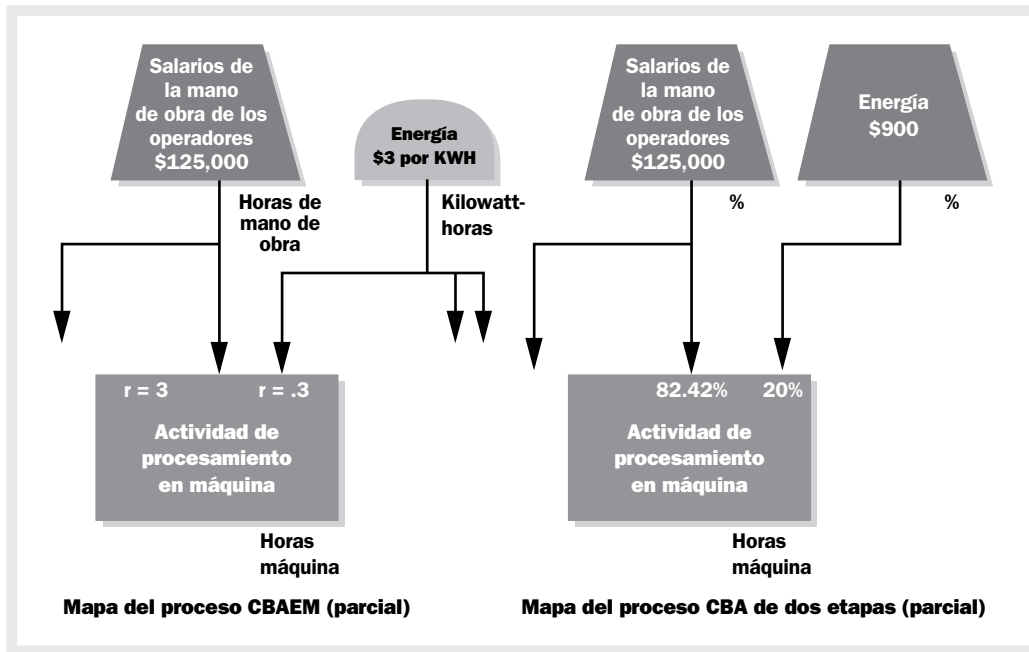 Salarios de
la mano
de obra de los
operadores
$125,000
Energía
$3 por KWH
Horas de
mano de
obra
Kilowatt-
horas
r = 3
r = .3
Actividad de
procesamiento
en máquina
Horas
máquina
Mapa del proceso CBAEM (parcial)
Salarios de
la mano
de obra de los
operadores
$125,000
Energía
$900
%
%
82.42%
20%
Actividad de
procesamiento
en máquina
Horas
máquina
Mapa del proceso CBA de dos etapas (parcial)